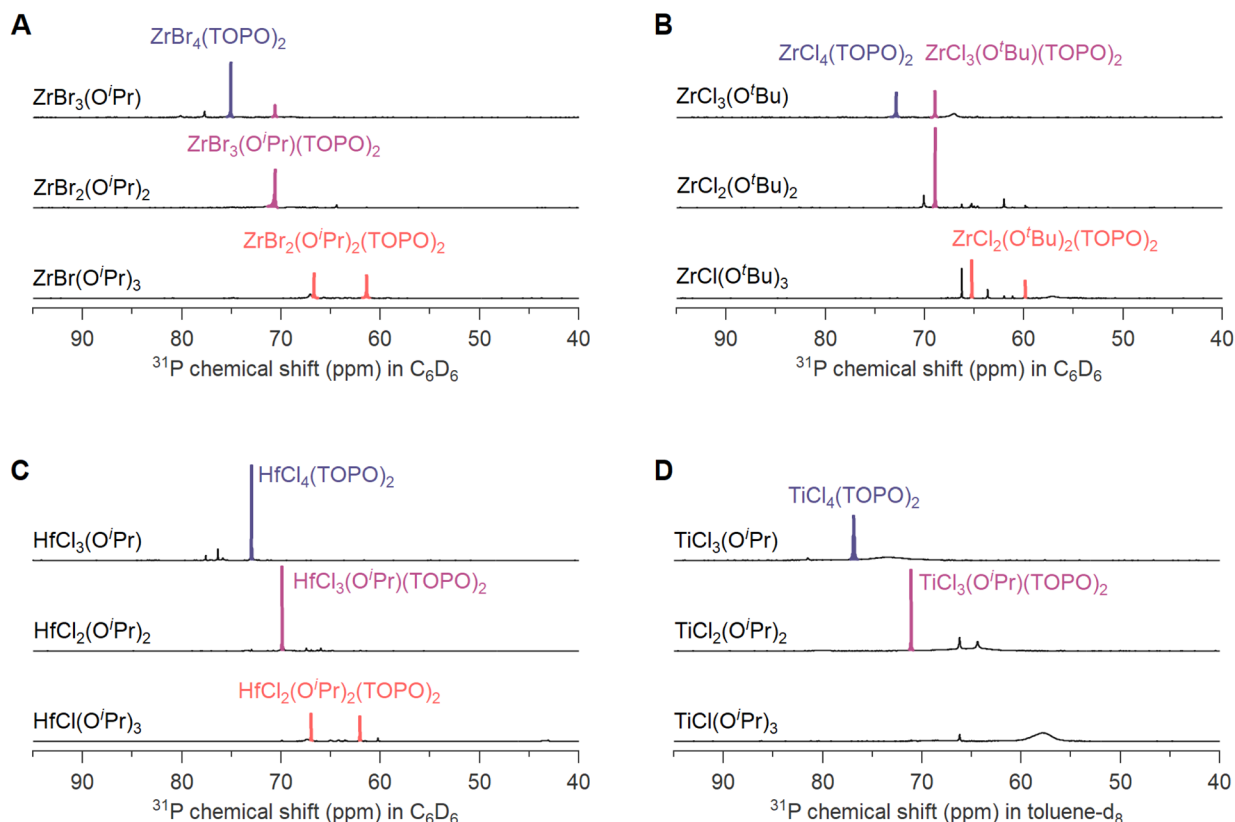 A
ZrBr₄(TOPO)₂
ZrBr₃(OⁱPr)
ZrBr₃(OⁱPr)(TOPO)₂
ZrBr₂(OⁱPr)₂
ZrBr₂(OⁱPr)₂(TOPO)₂
ZrBr(OⁱPr)₃
90 80 70 60 50 40
³¹P chemical shift (ppm) in C₆D₆
B
ZrCl₄(TOPO)₂ ZrCl₃(OᵗBu)(TOPO)₂
ZrCl₃(OᵗBu)
ZrCl₂(OᵗBu)₂
ZrCl₂(OᵗBu)₂(TOPO)₂
ZrCl(OᵗBu)₃
90 80 70 60 50 40
³¹P chemical shift (ppm) in C₆D₆
C
HfCl₄(TOPO)₂
HfCl₃(OⁱPr)
HfCl₃(OⁱPr)(TOPO)₂
HfCl₂(OⁱPr)₂
HfCl₂(OⁱPr)₂(TOPO)₂
HfCl(OⁱPr)₃
90 80 70 60 50 40
³¹P chemical shift (ppm) in C₆D₆
D
TiCl₄(TOPO)₂
TiCl₃(OⁱPr)
TiCl₃(OⁱPr)(TOPO)₂
TiCl₂(OⁱPr)₂
TiCl(OⁱPr)₃
90 80 70 60 50 40
³¹P chemical shift (ppm) in toluene-d₈